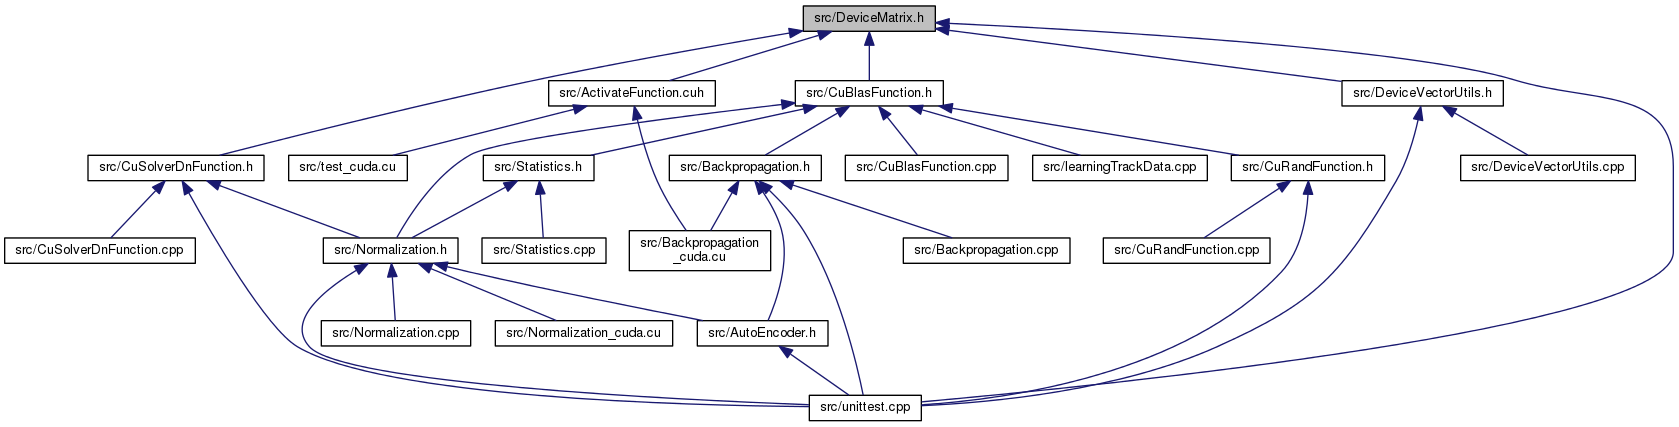 src/DeviceMatrix.h
src/ActivateFunction.cuh
src/CuBlasFunction.h
src/DeviceVectorUtils.h
src/CuSolverDnFunction.h
src/test_cuda.cu
src/Statistics.h
src/Backpropagation.h
src/CuBlasFunction.cpp
src/learningTrackData.cpp
src/CuRandFunction.h
src/DeviceVectorUtils.cpp
src/CuSolverDnFunction.cpp
src/Normalization.h
src/Statistics.cpp
src/Backpropagation
_cuda.cu
src/Backpropagation.cpp
src/CuRandFunction.cpp
src/Normalization.cpp
src/Normalization_cuda.cu
src/AutoEncoder.h
src/unittest.cpp